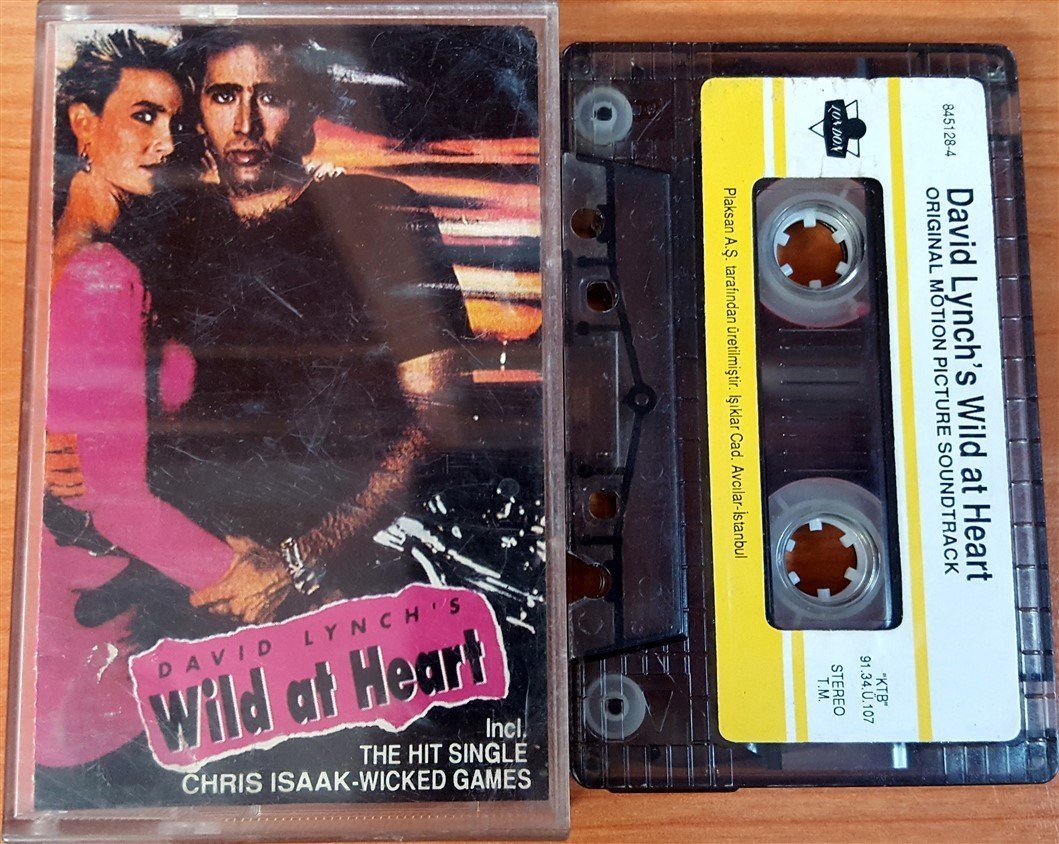 DAVID LYNCH'S
Wild at Heart
Incl.
THE HIT SINGLE
CHRIS ISAAK-WICKED GAMES
845128-4
LONDON
David Lynch's Wild at Heart
ORIGINAL MOTION PICTURE SOUNDTRACK
Plaksan A.Ş. tarafından üretilmiştir. Işıklar Cad. Avcılar-İstanbul
"KTB"
91.34.Ü.107
STEREO
T.M.